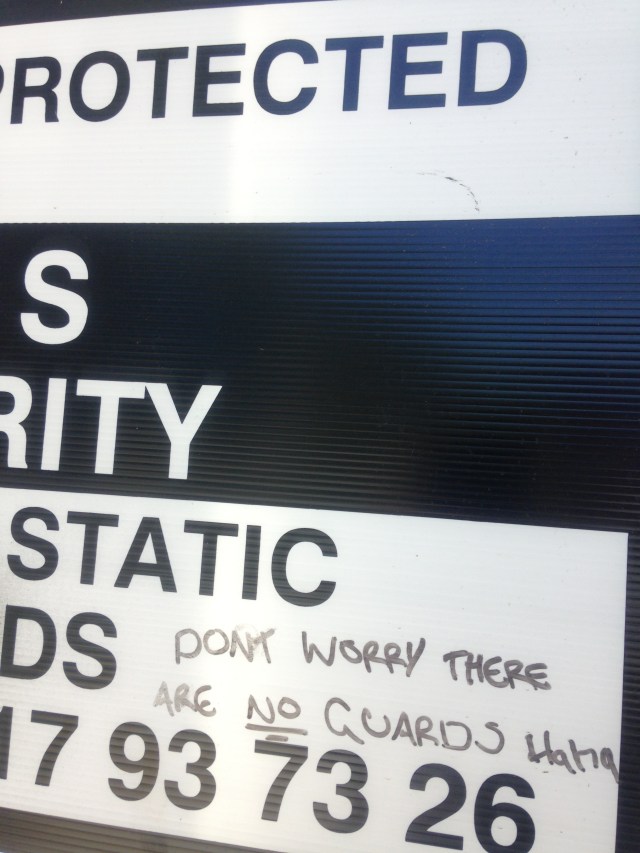 PROTECTED
S
RITY
STATIC
DS
DONT WORRY THERE
ARE NO GUARDS Haha
17 93 73 26